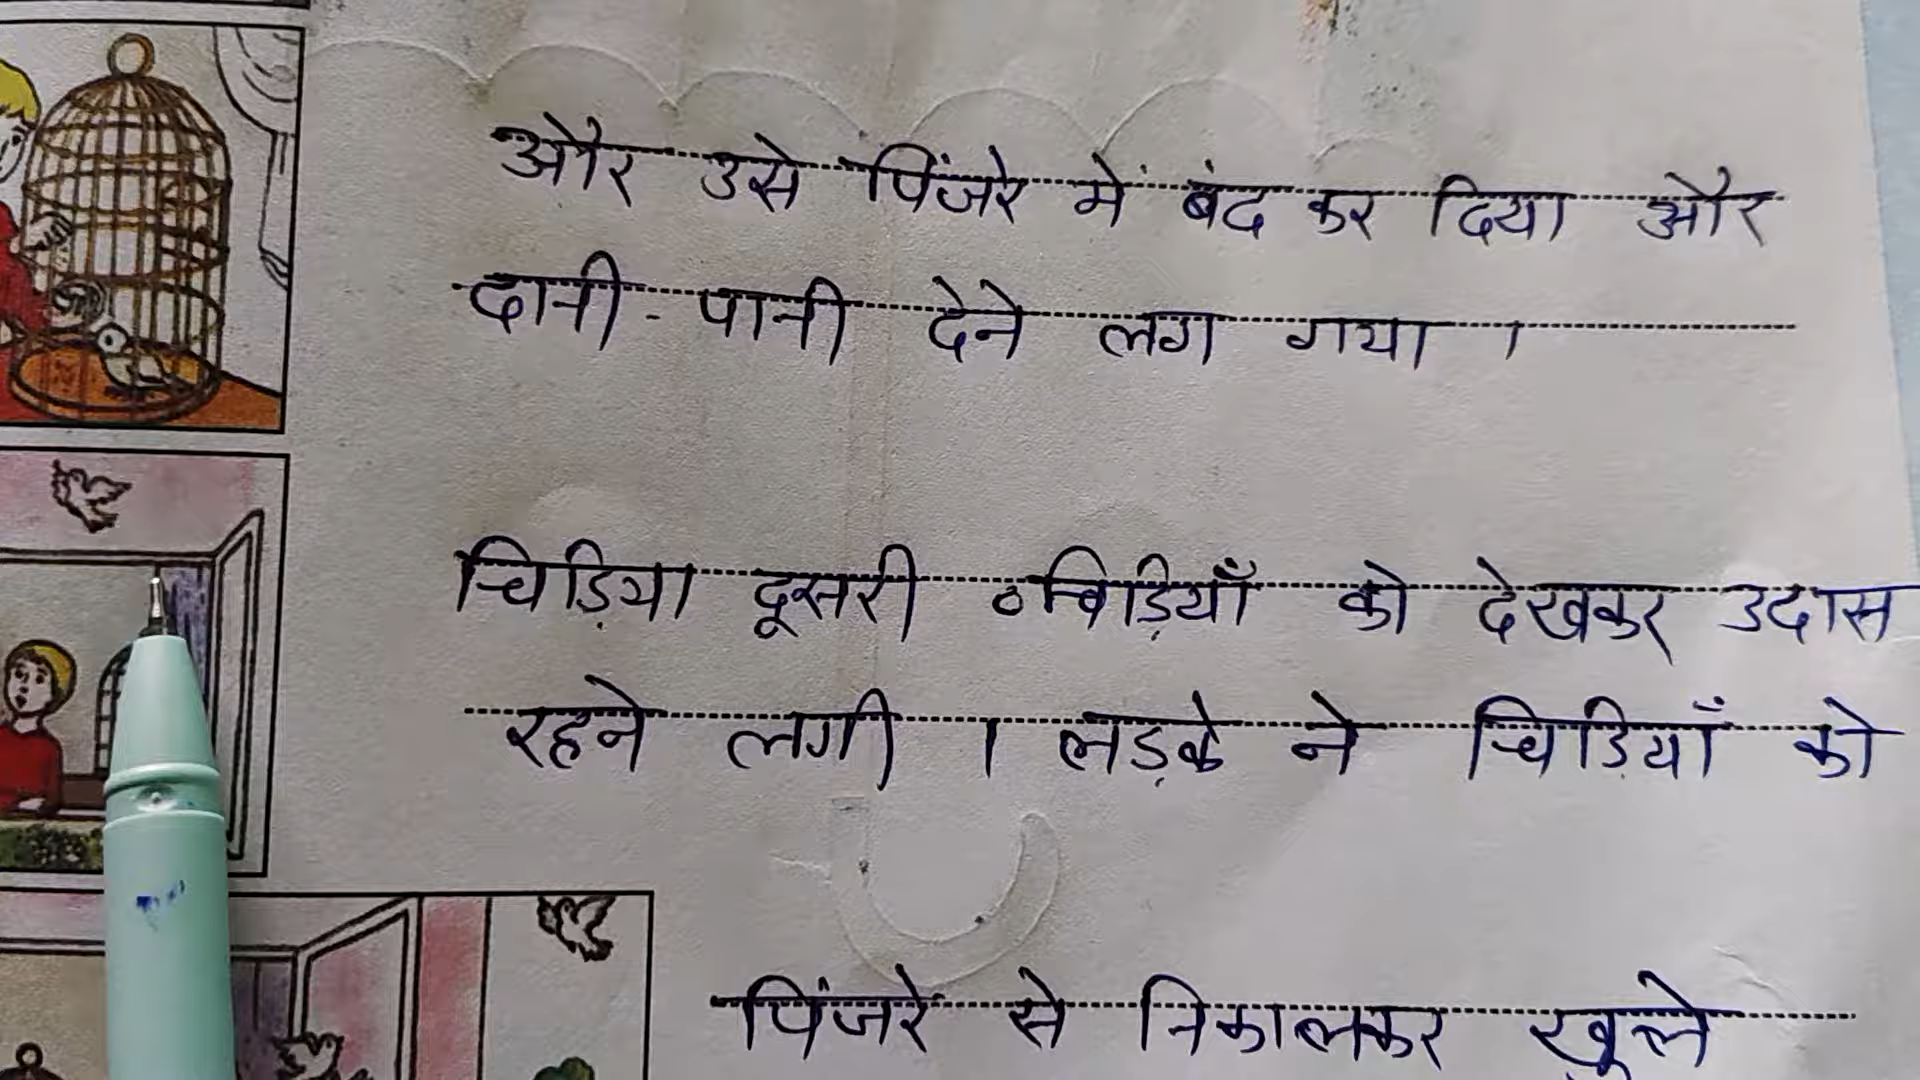 और उसे पिंजरे में बंद कर दिया और
दानी-पानी देने लग गया ।
चिड़िया दूसरी चिड़ियाँ को देखकर उदास
रहने लगी । लड़के ने चिड़ियाँ को
पिंजरे से निकालकर खुले